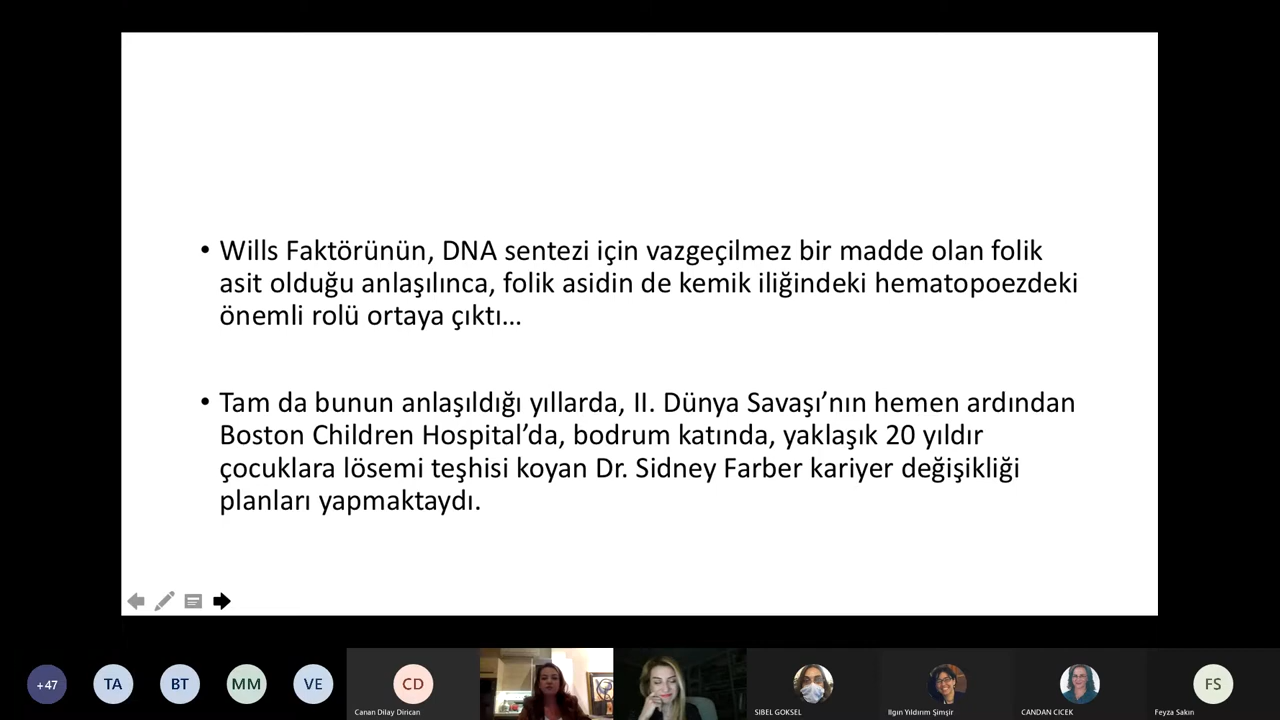 • Wills Faktörünün, DNA sentezi için vazgeçilmez bir madde olan folik
asit olduğu anlaşılınca, folik asidin de kemik iliğindeki hematopoezdeki
önemli rolü ortaya çıktı...
• Tam da bunun anlaşıldığı yıllarda, II. Dünya Savaşı’nın hemen ardından
Boston Children Hospital’da, bodrum katında, yaklaşık 20 yıldır
çocuklara lösemi teşhisi koyan Dr. Sidney Farber kariyer değişikliği
planları yapmaktaydı.
+47
TA
BT
MM
VE
CD
Canan Dilay Dirican
SIBEL GOKSEL
Ilgın Yıldırım Şimşir
CANDAN CICEK
FS
Feyza Sakın